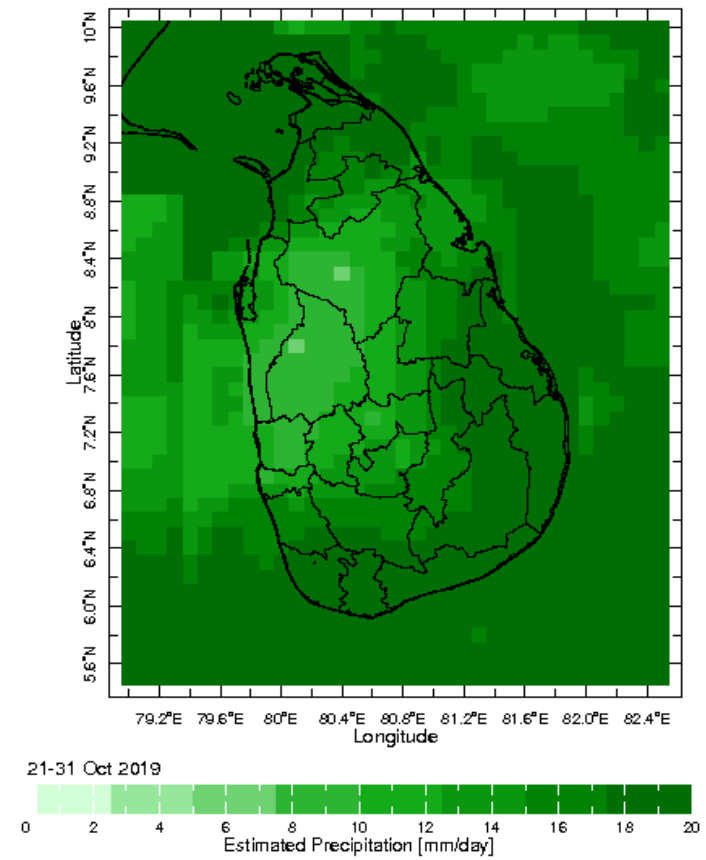 10°N
9.6°N
9.2°N
8.8°N
8.4°N
8°N
7.6°N
7.2°N
6.8°N
6.4°N
6.0°N
5.6°N
Latitude
79.2°E 79.6°E 80°E 80.4°E 80.8°E 81.2°E 81.6°E 82.0°E 82.4°E
Longitude
21-31 Oct 2019
0 2 4 6 8 10 12 14 16 18 20
Estimated Precipitation [mm/day]